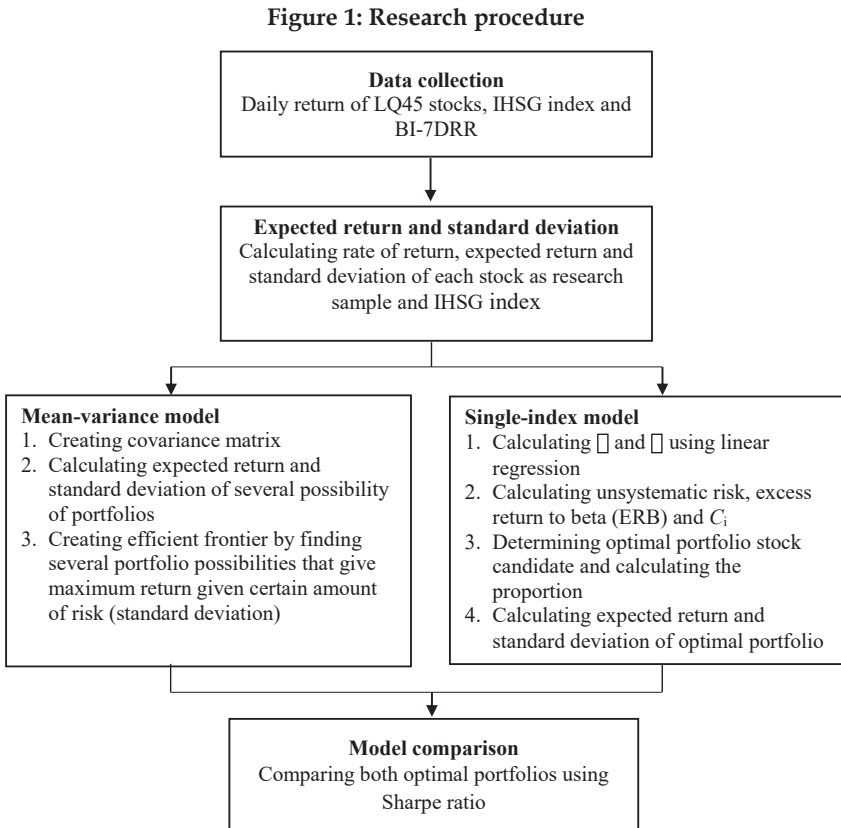 Figure 1: Research procedure
Data collection
Daily return of LQ45 stocks, IHSG index and
BI-7DRR
Expected return and standard deviation
Calculating rate of return, expected return and
standard deviation of each stock as research
sample and IHSG index
Mean-variance model
1. Creating covariance matrix
2. Calculating expected return and
standard deviation of several possibility
of portfolios
3. Creating efficient frontier by finding
several portfolio possibilities that give
maximum return given certain amount
of risk (standard deviation)
Single-index model
1. Calculating ▯ and ▯ using linear
regression
2. Calculating unsystematic risk, excess
return to beta (ERB) and Ci
3. Determining optimal portfolio stock
candidate and calculating the
proportion
4. Calculating expected return and
standard deviation of optimal portfolio
Model comparison
Comparing both optimal portfolios using
Sharpe ratio